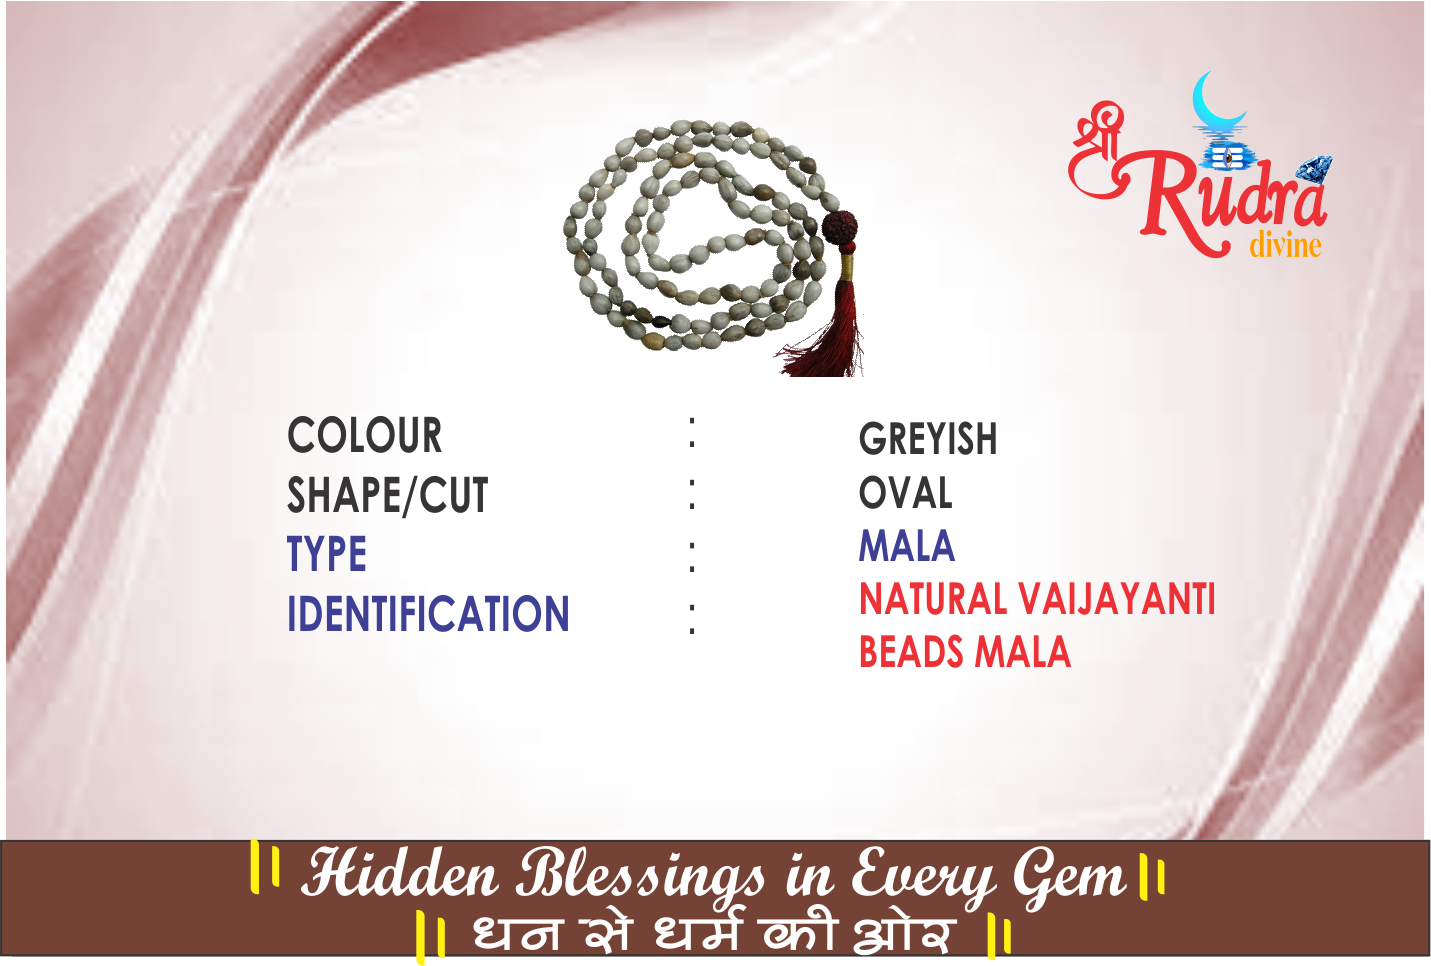 श्री
Rudra
divine
COLOUR : GREYISH
SHAPE/CUT : OVAL
TYPE : MALA
IDENTIFICATION : NATURAL VAIJAYANTI
BEADS MALA
|| Hidden Blessings in Every Gem ||
|| धन से धर्म की ओर ||